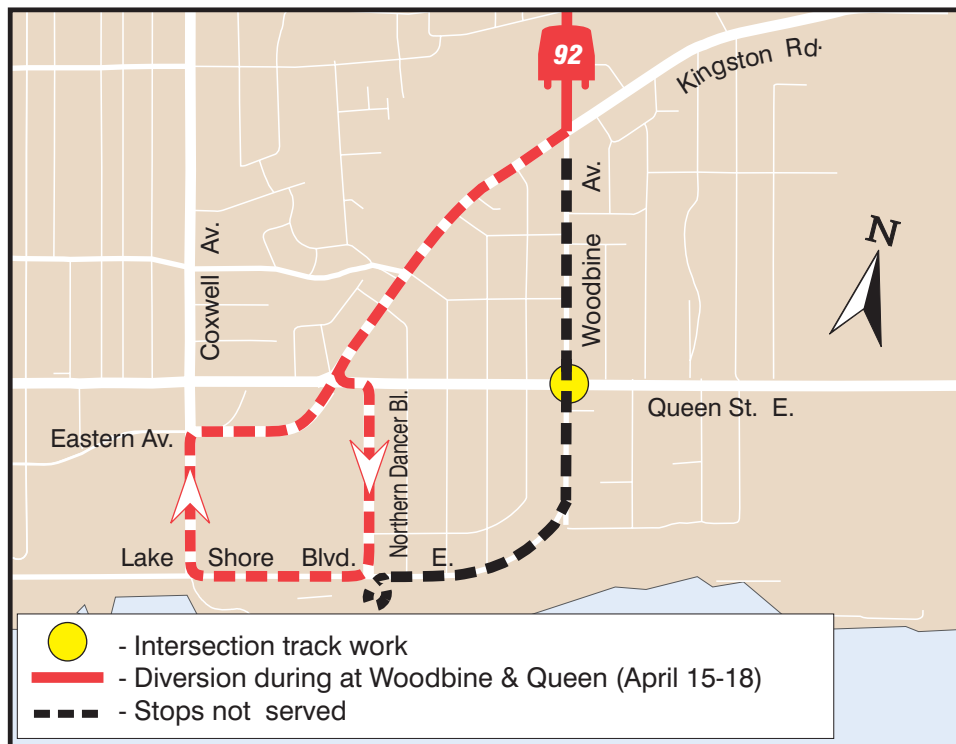 92
Kingston Rd.
Av.
Woodbine
Coxwell Av.
N
Queen St. E.
Eastern Av.
Northern Dancer Bl.
Lake Shore Blvd. E.
- Intersection track work
- Diversion during at Woodbine & Queen (April 15-18)
- Stops not served